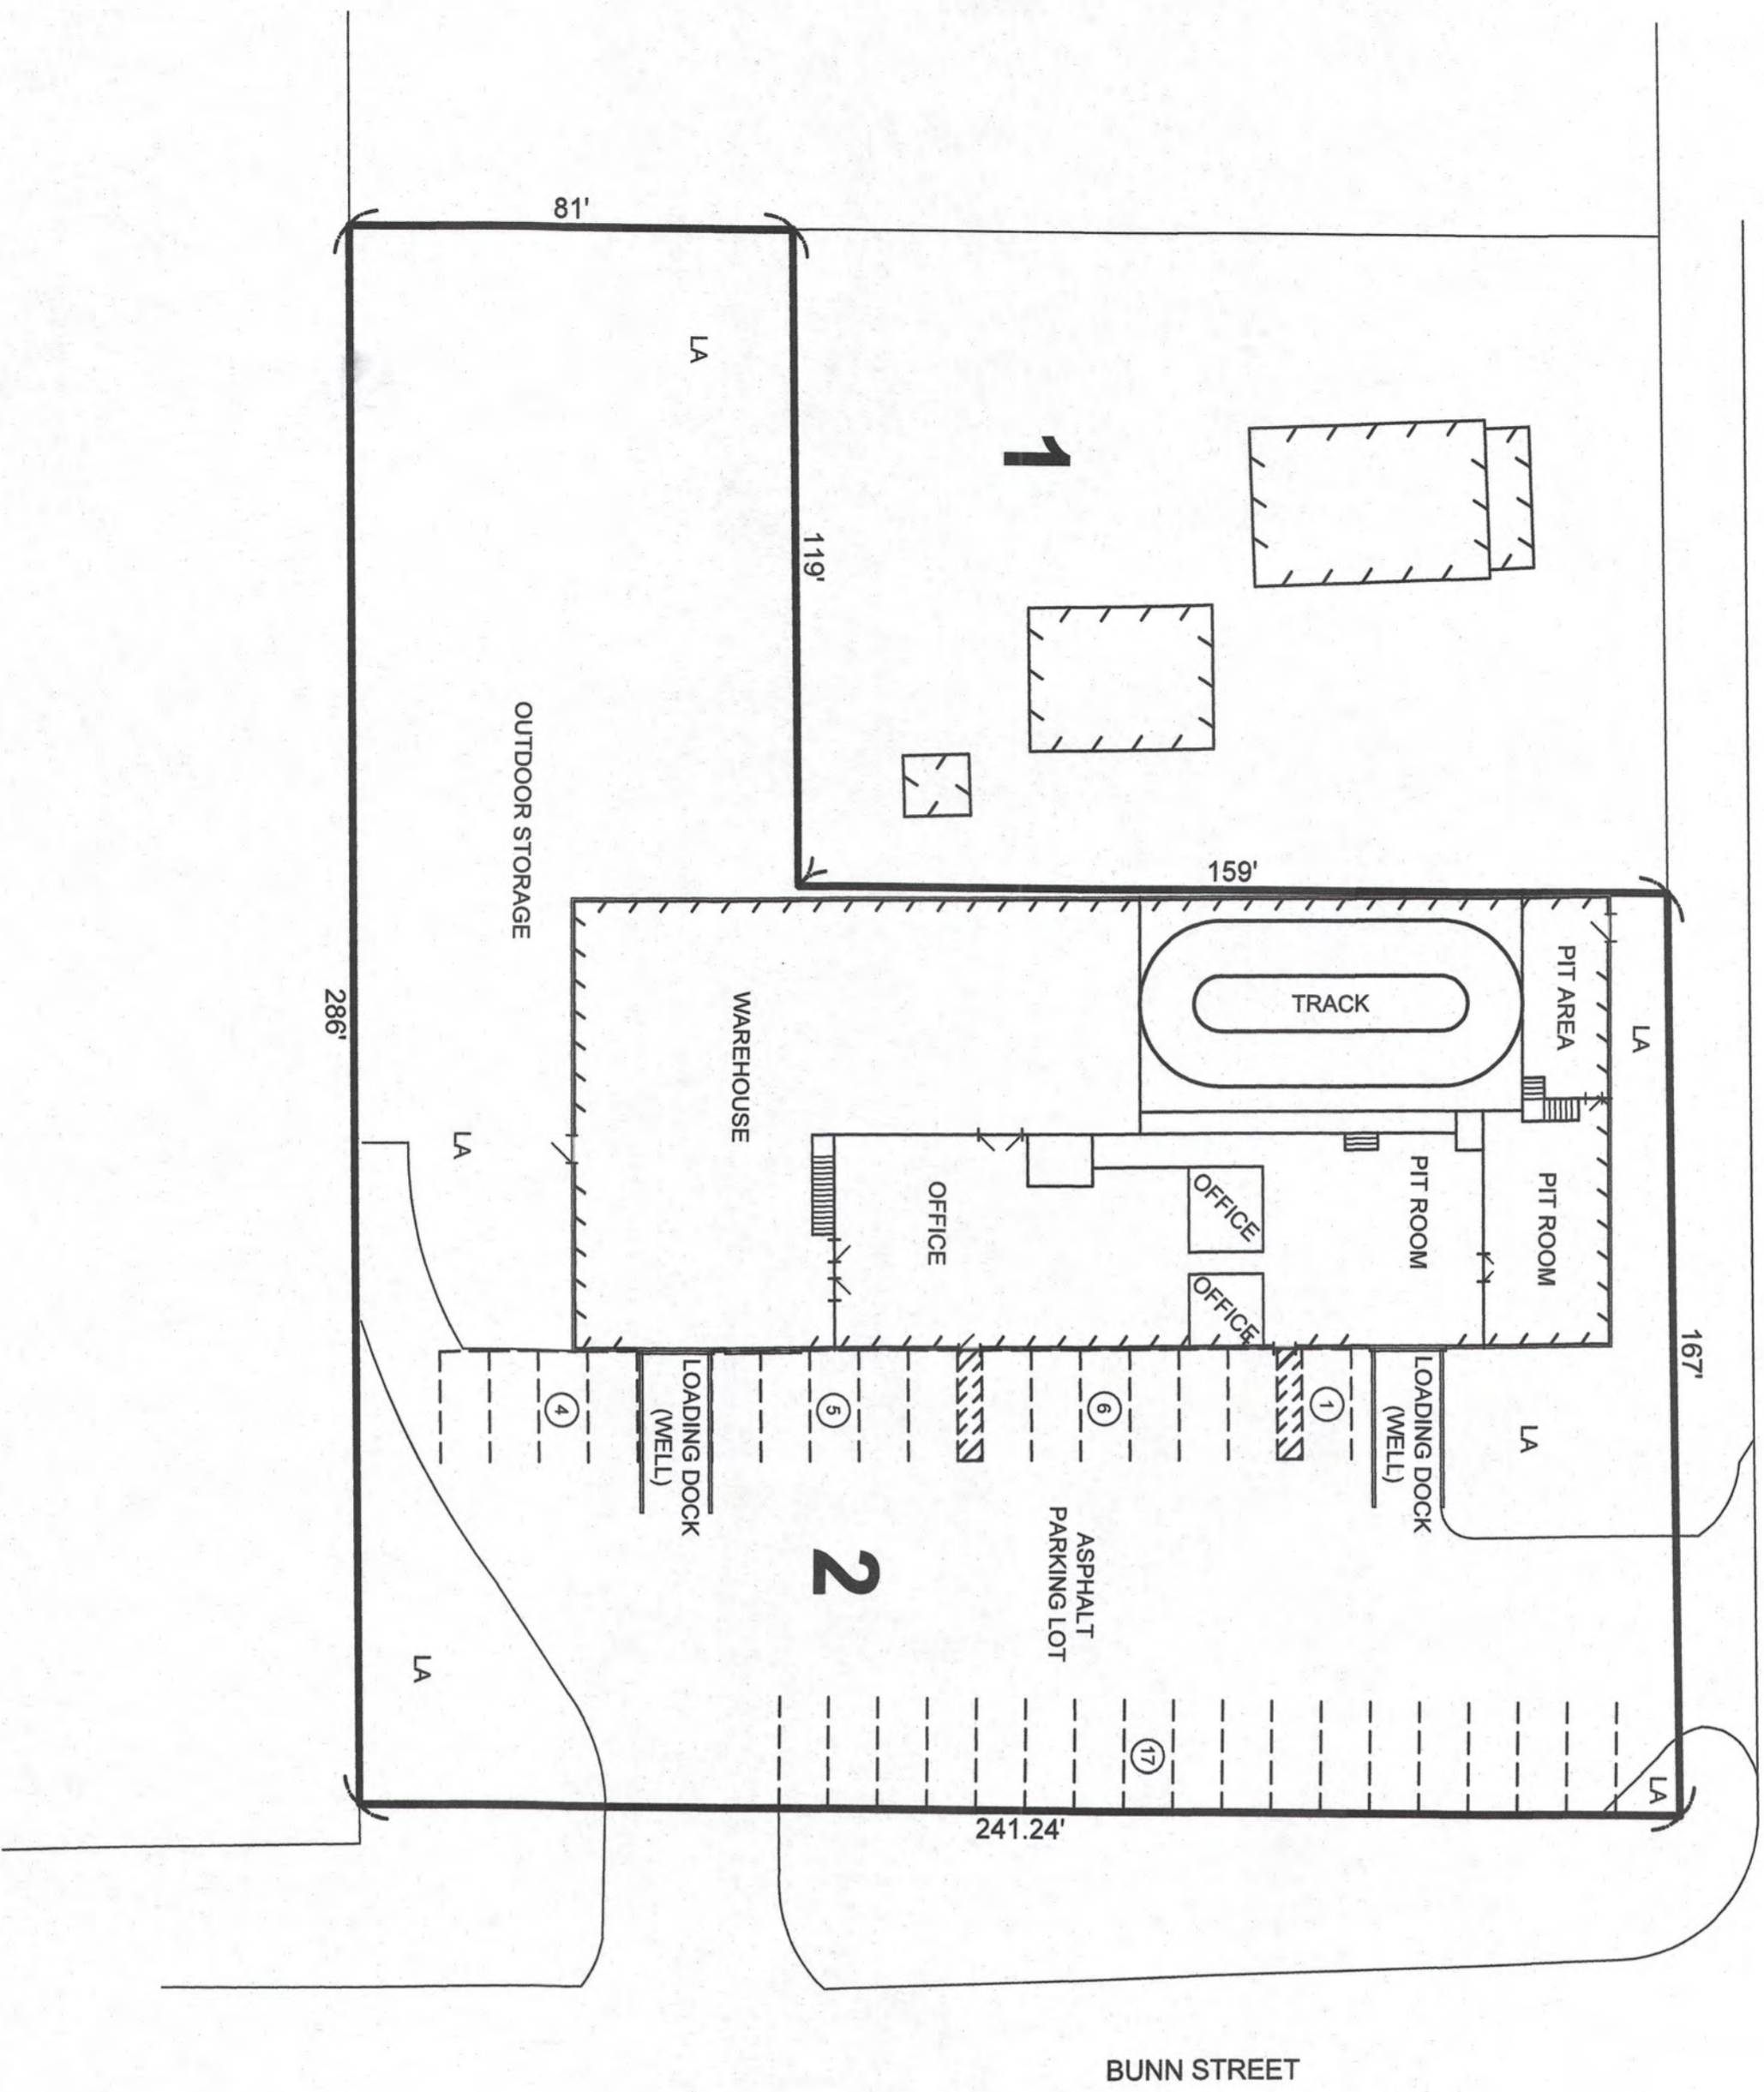 81'
LA
1
119'
OUTDOOR STORAGE
159'
286'
WAREHOUSE
TRACK
PIT AREA
LA
LA
OFFICE
OFFICE
OFFICE
PIT ROOM
PIT ROOM
167'
4
LOADING DOCK
(WELL)
5
6
1
LOADING DOCK
(WELL)
LA
2
ASPHALT
PARKING LOT
LA
17
LA
241.24'
BUNN STREET